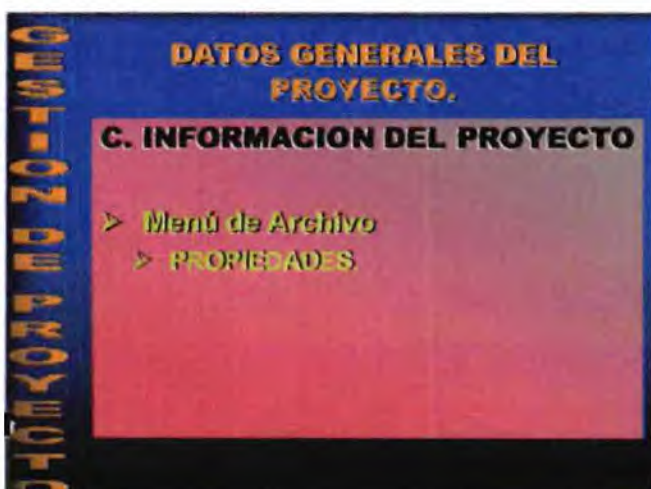 GESTION DE PROYECTO
DATOS GENERALES DEL
PROYECTO.
C. INFORMACION DEL PROYECTO
➢ Menú de Archivo
➢ PROPIEDADES